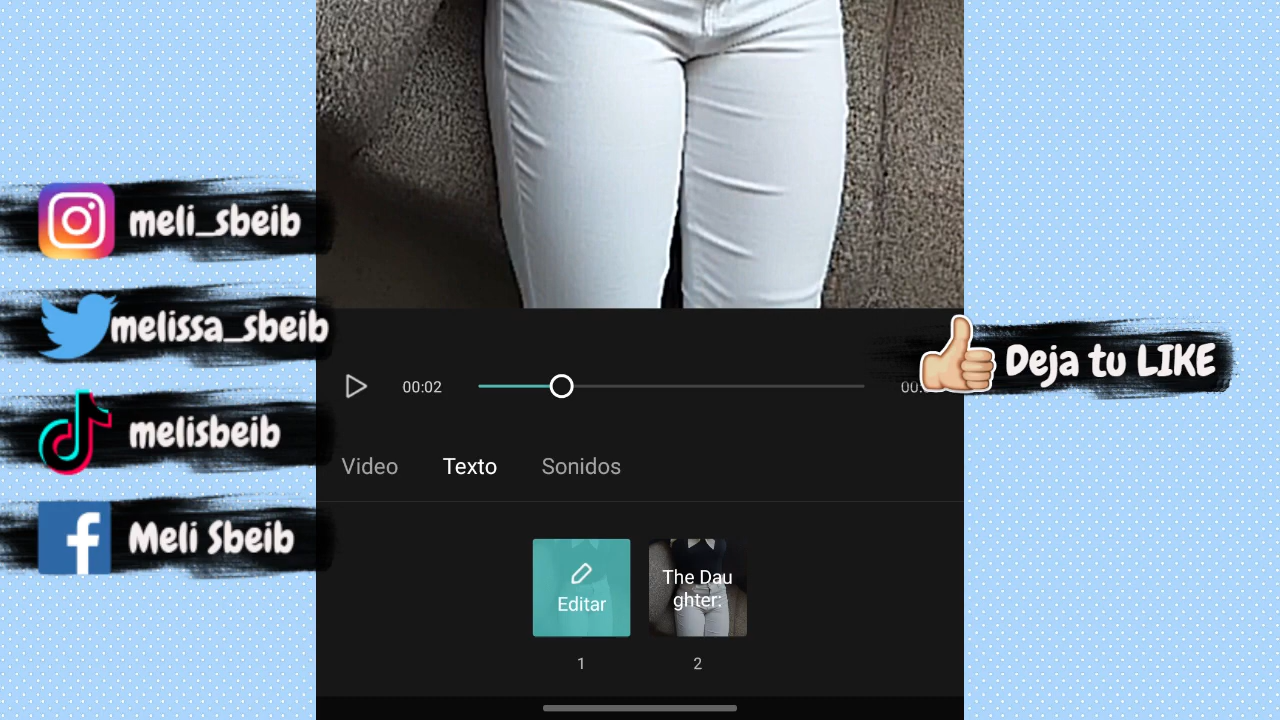 meli_sbeib
melissa_sbeib
melisbeib
Meli Sbeib
00:02
Deja tu LIKE
Video
Texto
Sonidos
Editar
The Dau
ghter:
1
2